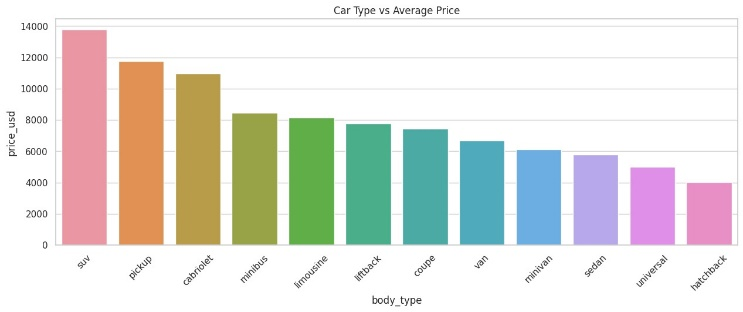 Car Type vs Average Price
price_usd
14000
12000
10000
8000
6000
4000
2000
0
suv
pickup
cabriolet
minibus
limousine
liftback
coupe
van
minivan
sedan
universal
hatchback
body_type